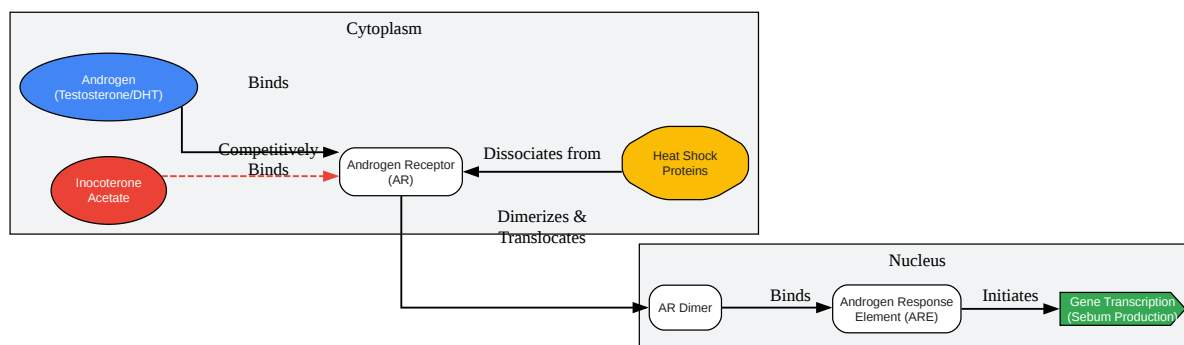 Cytoplasm
Androgen
(Testosterone/DHT)
Binds
Competitively
Binds
Inocoterone
Acetate
Androgen Receptor
(AR)
Dissociates from
Heat Shock
Proteins
Dimerizes &
Translocates
Nucleus
AR Dimer
Binds
Androgen Response
Element (ARE)
Initiates
Gene Transcription
(Sebum Production)